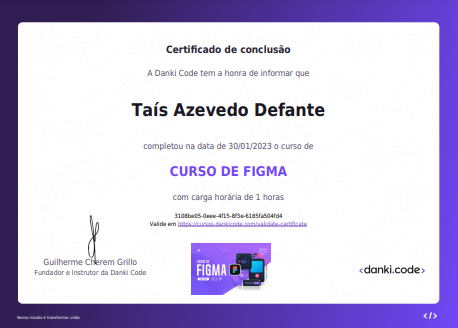 Certificado de conclusão
A Danki Code tem a honra de informar que
Taís Azevedo Defante
completou na data de 30/01/2023 o curso de
CURSO DE FIGMA
com carga horária de 1 horas
3108be05-0eee-4f15-8f3e-6185fa504fd4
Valide em https://cursos.dankicode.com/validate-certificate
Guilherme Cherem Grillo
Fundador e Instrutor da Danki Code
CURSO DE
FIGMA
<danki.code>
Nossa missão é transformar vidas
</>